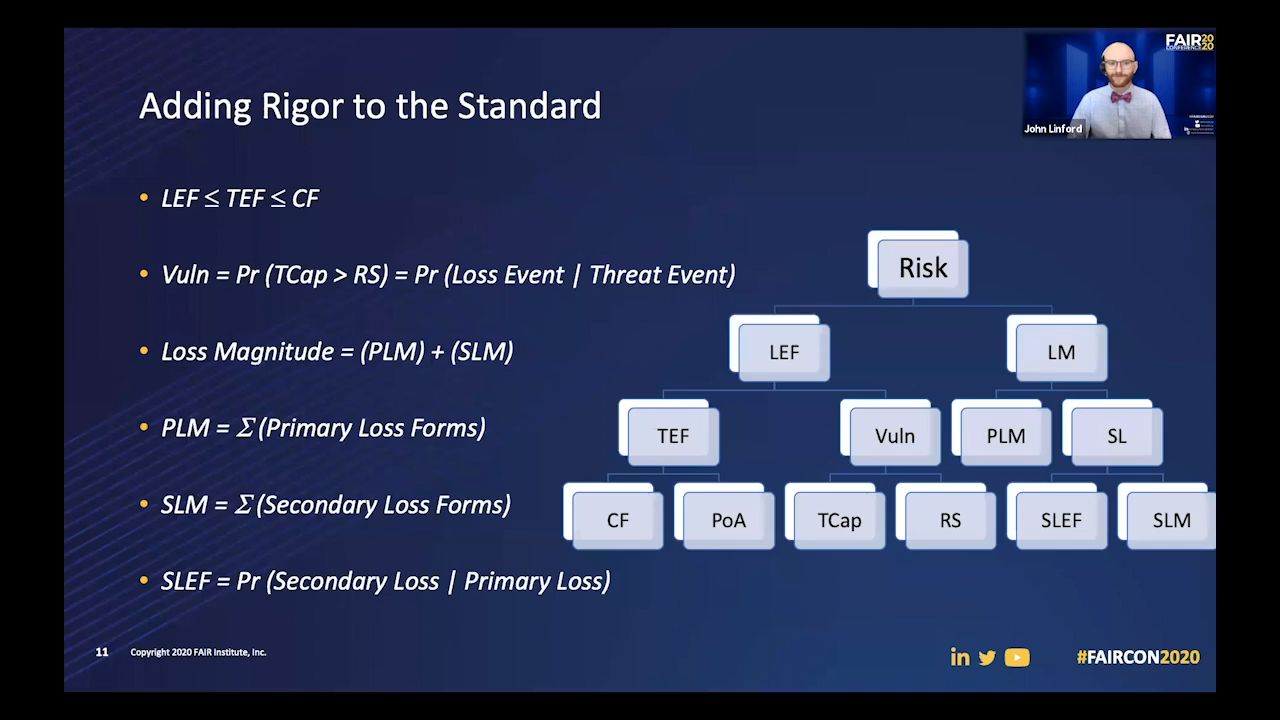 Adding Rigor to the Standard
FAIR 20
CONFERENCE 20
John Linford
• LEF ≤ TEF ≤ CF
• Vuln = Pr (TCap > RS) = Pr (Loss Event | Threat Event)
• Loss Magnitude = (PLM) + (SLM)
• PLM = Σ (Primary Loss Forms)
• SLM = Σ (Secondary Loss Forms)
• SLEF = Pr (Secondary Loss | Primary Loss)
Risk
LEF LM
TEF Vuln PLM SL
CF PoA TCap RS SLEF SLM
11 Copyright 2020 FAIR Institute, Inc.
in #FAIRCON2020